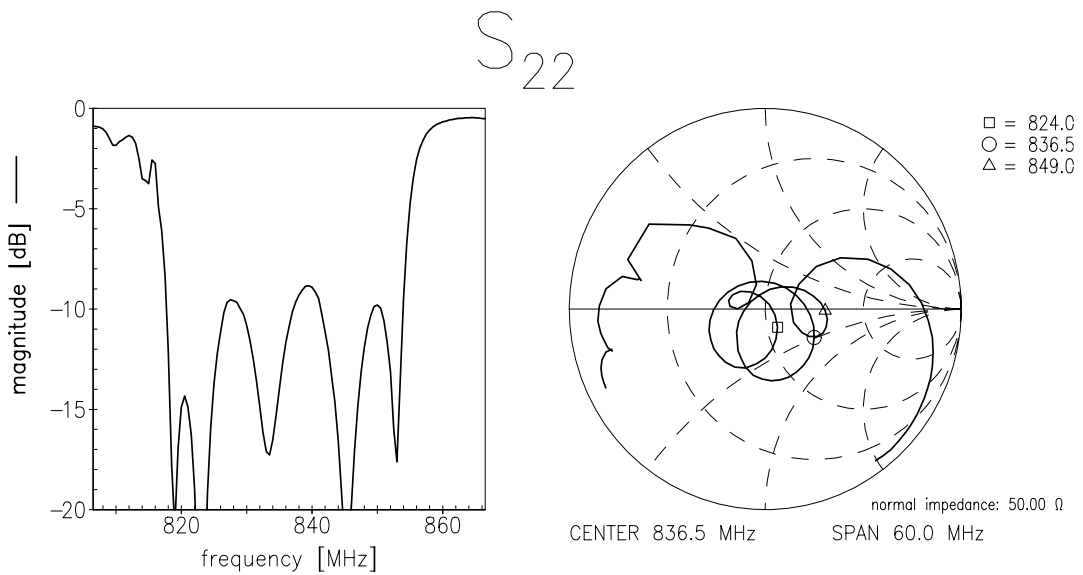 S22
0
−5
−10
−15
−20
magnitude [dB]
820
840
860
frequency [MHz]
= 824.0
= 836.5
= 849.0
normal impedance: 50.00 Ω
CENTER 836.5 MHz
SPAN 60.0 MHz